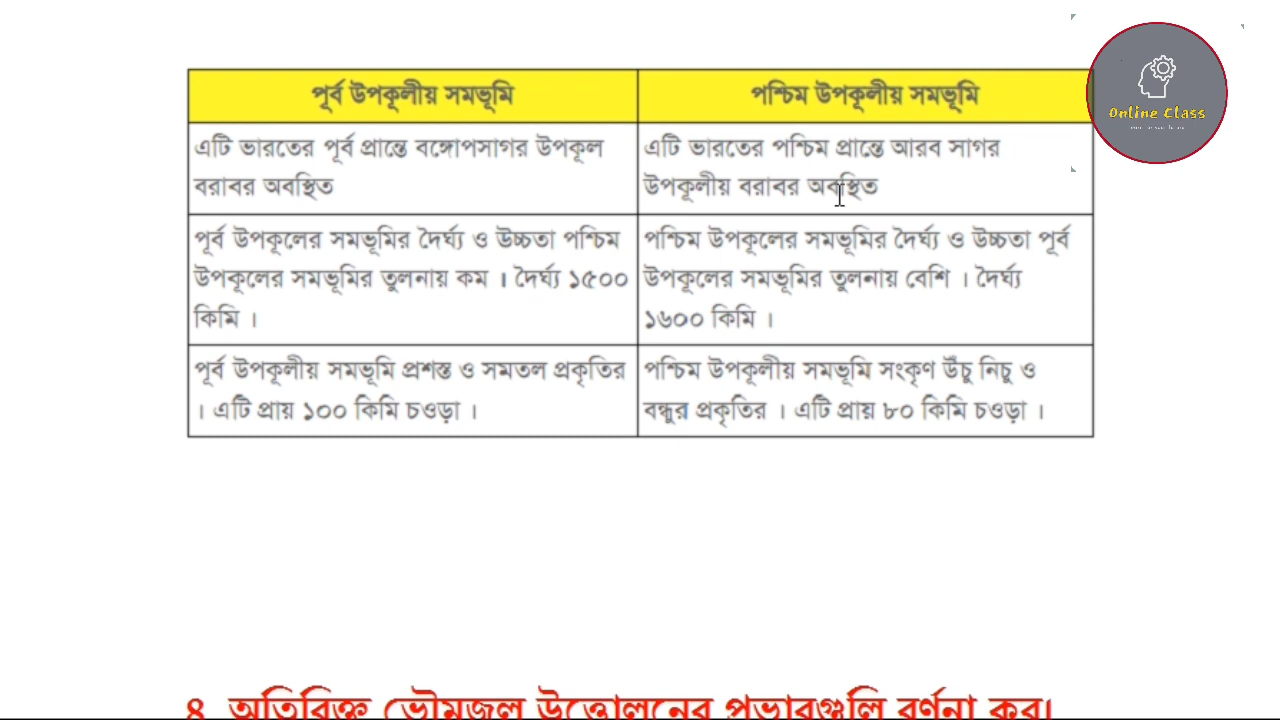 পূর্ব উপকূলীয় সমভূমি
পশ্চিম উপকূলীয় সমভূমি
এটি ভারতের পূর্ব প্রান্তে বঙ্গোপসাগর উপকূল
বরাবর অবস্থিত
এটি ভারতের পশ্চিম প্রান্তে আরব সাগর
উপকূলীয় বরাবর অবস্থিত
পূর্ব উপকূলের সমভূমির দৈর্ঘ্য ও উচ্চতা পশ্চিম
উপকূলের সমভূমির তুলনায় কম । দৈর্ঘ্য ১৫০০
কিমি ।
পশ্চিম উপকূলের সমভূমির দৈর্ঘ্য ও উচ্চতা পূর্ব
উপকূলের সমভূমির তুলনায় বেশি । দৈর্ঘ্য
১৬০০ কিমি ।
পূর্ব উপকূলীয় সমভূমি প্রশস্ত ও সমতল প্রকৃতির
। এটি প্রায় ১০০ কিমি চওড়া ।
পশ্চিম উপকূলীয় সমভূমি সংকৃণ উঁচু নিচু ও
বন্ধুর প্রকৃতির । এটি প্রায় ৮০ কিমি চওড়া ।
Online Class
৪. অতিরিক্ত ভৌমজল উত্তোলনের প্রভাবগুলি বর্ণনা কর।